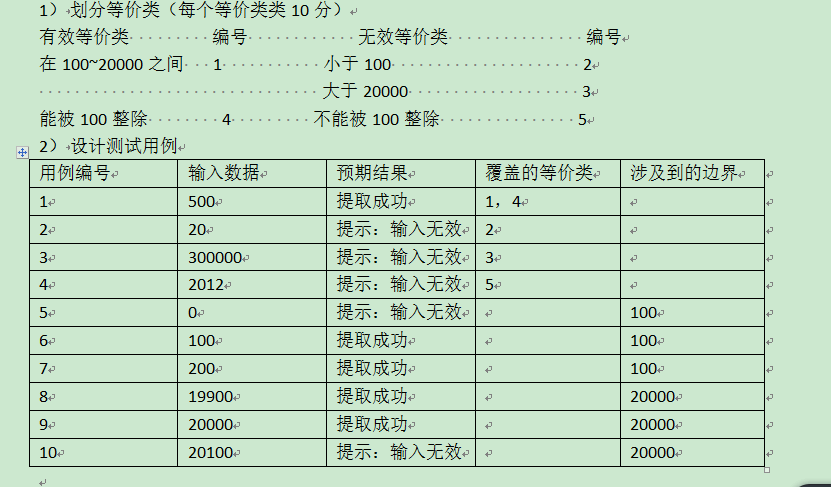 1）划分等价类（每个等价类类 10 分）
有效等价类 编号 无效等价类 编号
在 100~20000 之间 1 小于 100 2
大于 20000 3
能被 100 整除 4 不能被 100 整除 5
2）设计测试用例
用例编号 输入数据 预期结果 覆盖的等价类 涉及到的边界
1 500 提取成功 1，4
2 20 提示：输入无效 2
3 300000 提示：输入无效 3
4 2012 提示：输入无效 5
5 0 提示：输入无效 100
6 100 提取成功 100
7 200 提取成功 100
8 19900 提取成功 20000
9 20000 提取成功 20000
10 20100 提示：输入无效 20000